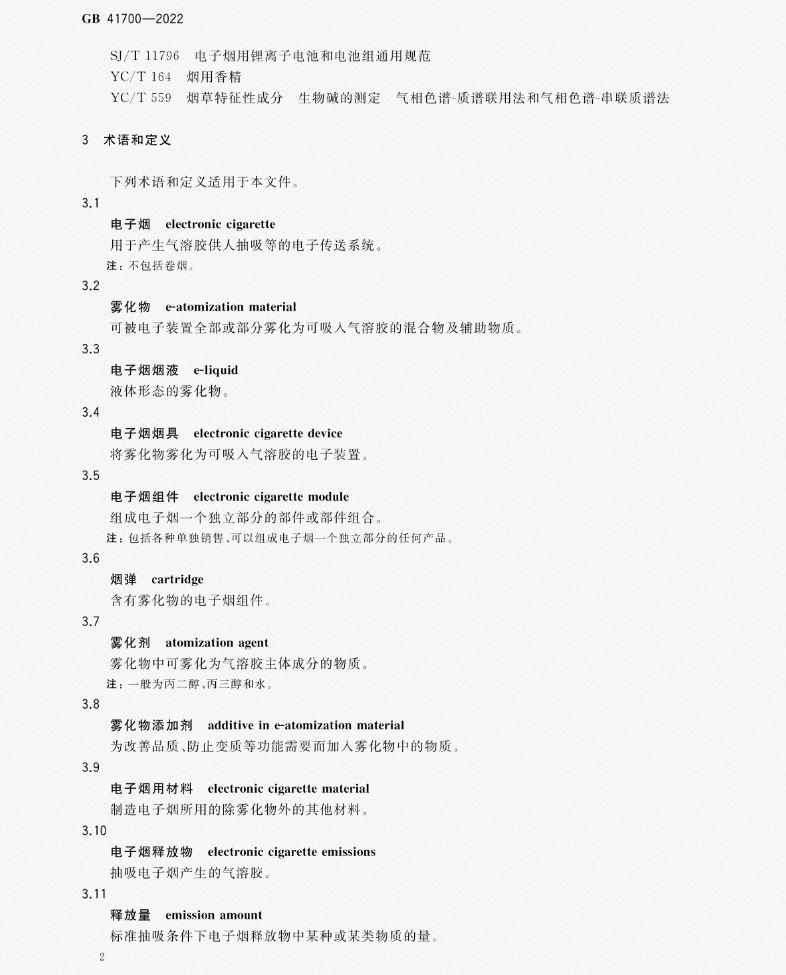 GB 41700—2022
SJ/T 11796 电子烟用锂离子电池和电池组通用规范
YC/T 164 烟用香精
YC/T 559 烟草特征性成分 生物碱的测定 气相色谱-质谱联用法和气相色谱-串联质谱法
3 术语和定义
下列术语和定义适用于本文件。
3.1
电子烟 electronic cigarette
用于产生气溶胶供人抽吸等的电子传送系统。
注：不包括卷烟。
3.2
雾化物 e-atomization material
可被电子装置全部或部分雾化为可吸入气溶胶的混合物及辅助物质。
3.3
电子烟烟液 e-liquid
液体形态的雾化物。
3.4
电子烟烟具 electronic cigarette device
将雾化物雾化为可吸入气溶胶的电子装置。
3.5
电子烟组件 electronic cigarette module
组成电子烟一个独立部分的部件或部件组合。
注：包括各种单独销售、可以组成电子烟一个独立部分的任何产品。
3.6
烟弹 cartridge
含有雾化物的电子烟组件。
3.7
雾化剂 atomization agent
雾化物中可雾化为气溶胶主体成分的物质。
注：一般为丙二醇、丙三醇和水。
3.8
雾化物添加剂 additive in e-atomization material
为改善品质、防止变质等功能需要而加入雾化物中的物质。
3.9
电子烟用材料 electronic cigarette material
制造电子烟所用的除雾化物外的其他材料。
3.10
电子烟释放物 electronic cigarette emissions
抽吸电子烟产生的气溶胶。
3.11
释放量 emission amount
标准抽吸条件下电子烟释放物中某种或某类物质的量。
2